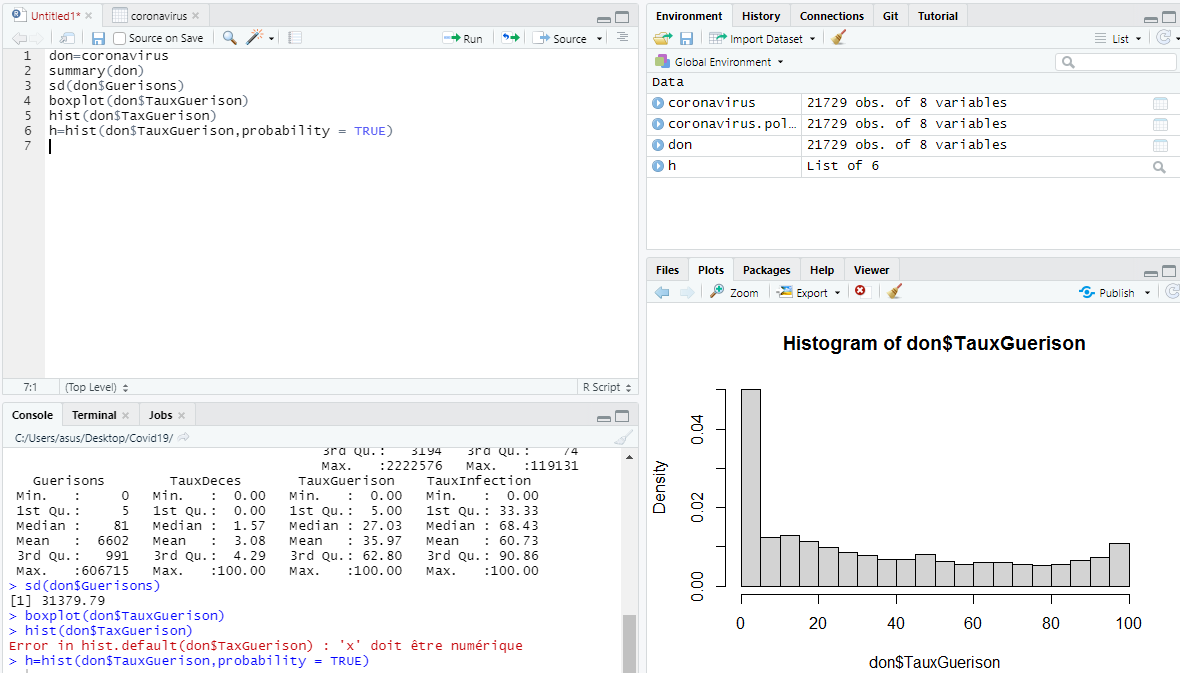 Untitled1*
coronavirus
Source on Save
Run
Source
1 don=coronavirus
2 summary(don)
3 sd(don$Guerisons)
4 boxplot(don$TauxGuerison)
5 hist(don$TaxGuerison)
6 h=hist(don$TauxGuerison,probability = TRUE)
7
7:1 (Top Level) R Script
Console Terminal Jobs
C:/Users/asus/Desktop/Covid19/
3rd Qu.: 3194 3rd Qu.: 74
Max. :2222576 Max. :119131
Guerisons TauxDeces TauxGuerison TauxInfection
Min. : 0 Min. : 0.00 Min. : 0.00 Min. : 0.00
1st Qu.: 5 1st Qu.: 0.00 1st Qu.: 5.00 1st Qu.: 33.33
Median : 81 Median : 1.57 Median : 27.03 Median : 68.43
Mean : 6602 Mean : 3.08 Mean : 35.97 Mean : 60.73
3rd Qu.: 991 3rd Qu.: 4.29 3rd Qu.: 62.80 3rd Qu.: 90.86
Max. :606715 Max. :100.00 Max. :100.00 Max. :100.00
> sd(don$Guerisons)
[1] 31379.79
> boxplot(don$TauxGuerison)
> hist(don$TaxGuerison)
Error in hist.default(don$TaxGuerison) : 'x' doit être numérique
> h=hist(don$TauxGuerison,probability = TRUE)
Environment History Connections Git Tutorial
Import Dataset
List
Global Environment
Data
coronavirus 21729 obs. of 8 variables
coronavirus.pol… 21729 obs. of 8 variables
don 21729 obs. of 8 variables
h List of 6
Files Plots Packages Help Viewer
Zoom Export Publish
Histogram of don$TauxGuerison
Density
0.04
0.02
0.00
0 20 40 60 80 100
don$TauxGuerison